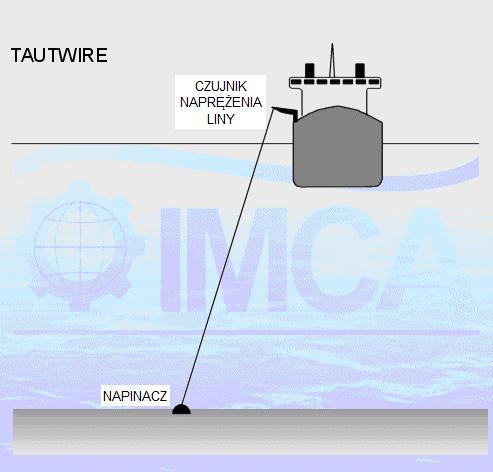 TAUTWIRE
CZUJNIK
NAPRĘŻENIA
LINY
IMCA
NAPINACZ